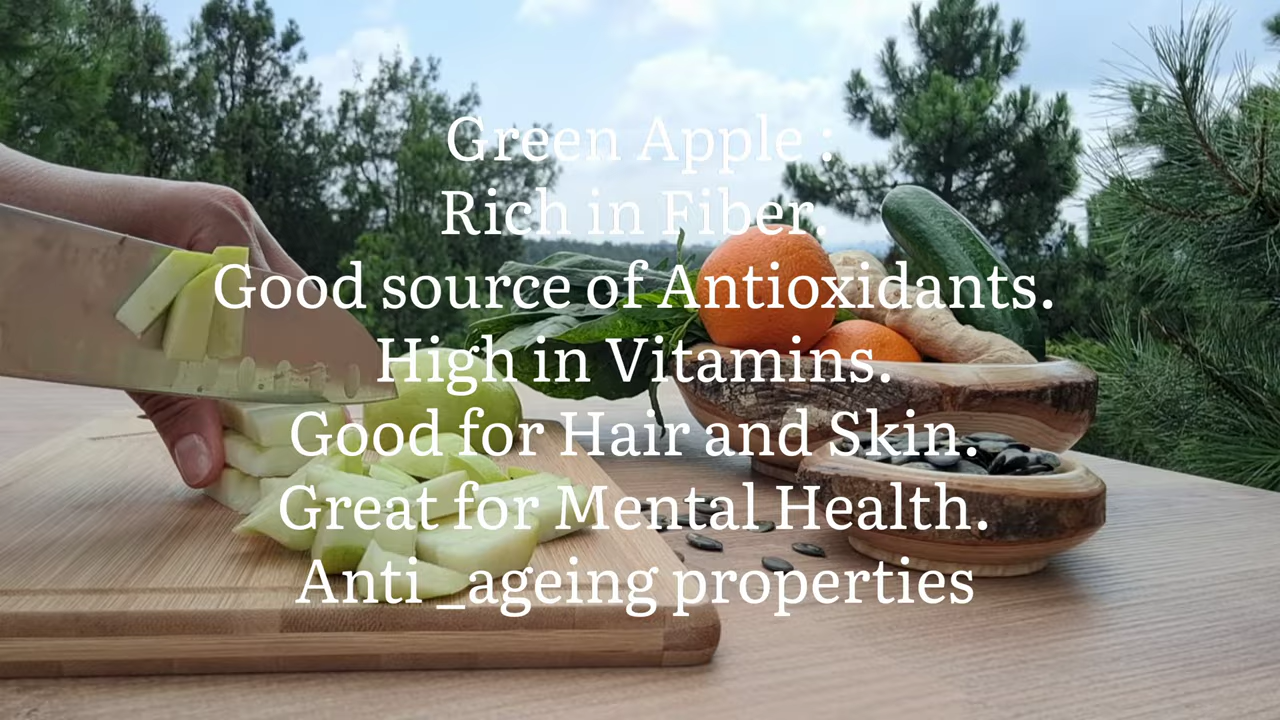 Green Apple :
Rich in Fiber.
Good source of Antioxidants.
High in Vitamins.
Good for Hair and Skin.
Great for Mental Health.
Anti _ageing properties